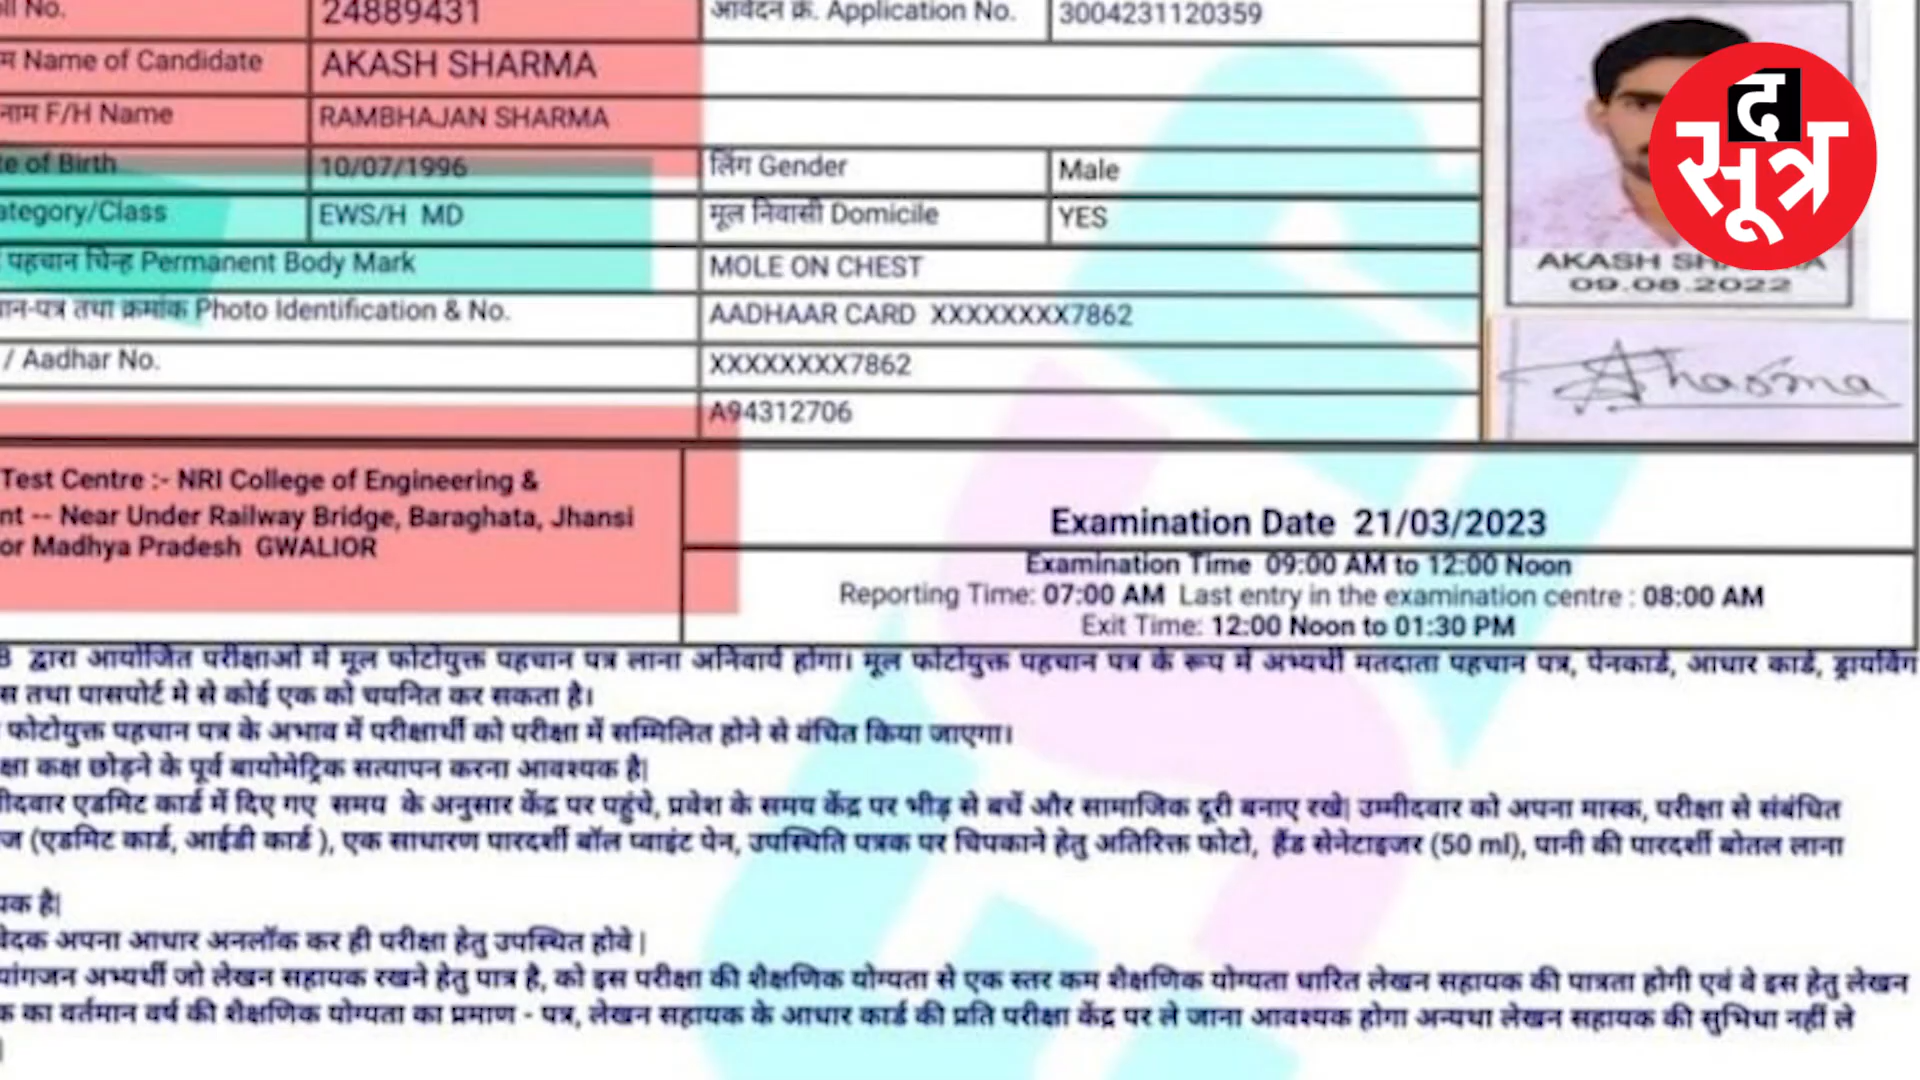 ll No. 24889431 आवेदन क्र. Application No. 3004231120359
म Name of Candidate AKASH SHARMA
नाम F/H Name RAMBHAJAN SHARMA
te of Birth 10/07/1996 लिंग Gender Male
ategory/Class EWS/H MD मूल निवासी Domicile YES
पहचान चिन्ह Permanent Body Mark MOLE ON CHEST
ान-पत्र तथा क्रमांक Photo Identification & No. AADHAAR CARD XXXXXXXX7862
/ Aadhar No. XXXXXXXX7862
A94312706
द
सूत्र
AKASH SHARMA
09.08.2022
Sharma
Test Centre :- NRI College of Engineering &
nt -- Near Under Railway Bridge, Baraghata, Jhansi
or Madhya Pradesh GWALIOR
Examination Date 21/03/2023
Examination Time 09:00 AM to 12:00 Noon
Reporting Time: 07:00 AM Last entry in the examination centre : 08:00 AM
Exit Time: 12:00 Noon to 01:30 PM
B द्वारा आयोजित परीक्षाओं में मूल फोटोयुक्त पहचान पत्र लाना अनिवार्य होगा। मूल फोटोयुक्त पहचान पत्र के रूप में अभ्यर्थी मतदाता पहचान पत्र, पेनकार्ड, आधार कार्ड, ड्रायविंग
स तथा पासपोर्ट मे से कोई एक को चयनित कर सकता है।
फोटोयुक्त पहचान पत्र के अभाव में परीक्षार्थी को परीक्षा में सम्मिलित होने से वंचित किया जाएगा।
क्षा कक्ष छोड़ने के पूर्व बायोमेट्रिक सत्यापन करना आवश्यक है|
मीदवार एडमिट कार्ड में दिए गए समय के अनुसार केंद्र पर पहुंचे, प्रवेश के समय केंद्र पर भीड़ से बचें और सामाजिक दूरी बनाए रखे| उम्मीदवार को अपना मास्क, परीक्षा से संबंधित
ज (एडमिट कार्ड, आईडी कार्ड ), एक साधारण पारदर्शी बॉल प्वाइंट पेन, उपस्थिति पत्रक पर चिपकाने हेतु अतिरिक्त फोटो, हैंड सेनेटाइजर (50 ml), पानी की पारदर्शी बोतल लाना
यक है|
वेदक अपना आधार अनलॉक कर ही परीक्षा हेतु उपस्थित होवे |
यांगजन अभ्यर्थी जो लेखन सहायक रखने हेतु पात्र है, को इस परीक्षा की शैक्षणिक योग्यता से एक स्तर कम शैक्षणिक योग्यता धारित लेखन सहायक की पात्रता होगी एवं वे इस हेतु लेखन
क का वर्तमान वर्ष की शैक्षणिक योग्यता का प्रमाण - पत्र, लेखन सहायक के आधार कार्ड की प्रति परीक्षा केंद्र पर ले जाना आवश्यक होगा अन्यथा लेखन सहायक की सुभिधा नहीं ले